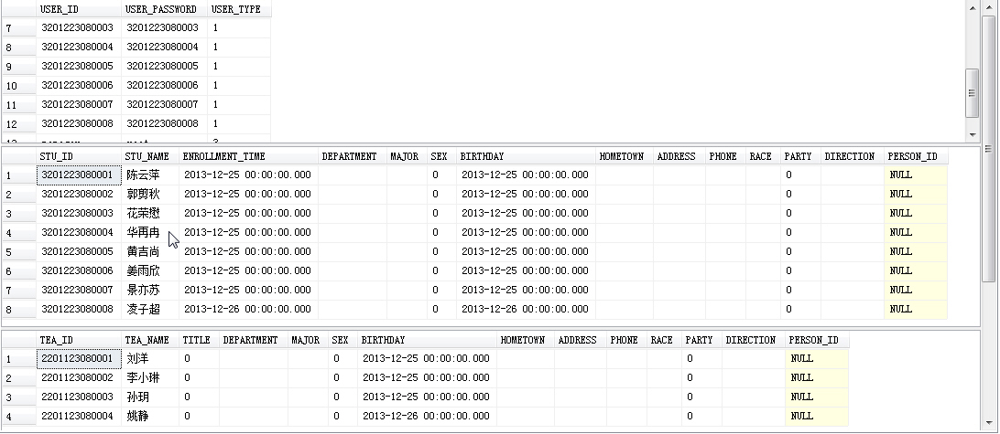 USER_ID USER_PASSWORD USER_TYPE
7 3201223080003 3201223080003 1
8 3201223080004 3201223080004 1
9 3201223080005 3201223080005 1
10 3201223080006 3201223080006 1
11 3201223080007 3201223080007 1
12 3201223080008 3201223080008 1
STU_ID STU_NAME ENROLLMENT_TIME DEPARTMENT MAJOR SEX BIRTHDAY HOMETOWN ADDRESS PHONE RACE PARTY DIRECTION PERSON_ID
1 3201223080001 陈云萍 2013-12-25 00:00:00.000 0 2013-12-25 00:00:00.000 0 NULL
2 3201223080002 郭剪秋 2013-12-25 00:00:00.000 0 2013-12-25 00:00:00.000 0 NULL
3 3201223080003 花荣懋 2013-12-25 00:00:00.000 0 2013-12-25 00:00:00.000 0 NULL
4 3201223080004 华再冉 2013-12-25 00:00:00.000 0 2013-12-25 00:00:00.000 0 NULL
5 3201223080005 黄吉尚 2013-12-25 00:00:00.000 0 2013-12-25 00:00:00.000 0 NULL
6 3201223080006 姜雨欣 2013-12-25 00:00:00.000 0 2013-12-25 00:00:00.000 0 NULL
7 3201223080007 景亦苏 2013-12-25 00:00:00.000 0 2013-12-25 00:00:00.000 0 NULL
8 3201223080008 凌子超 2013-12-26 00:00:00.000 0 2013-12-26 00:00:00.000 0 NULL
TEA_ID TEA_NAME TITLE DEPARTMENT MAJOR SEX BIRTHDAY HOMETOWN ADDRESS PHONE RACE PARTY DIRECTION PERSON_ID
1 2201123080001 刘洋 0 0 2013-12-25 00:00:00.000 0 NULL
2 2201123080002 李小琳 0 0 2013-12-25 00:00:00.000 0 NULL
3 2201123080003 孙玥 0 0 2013-12-25 00:00:00.000 0 NULL
4 2201123080004 姚静 0 0 2013-12-26 00:00:00.000 0 NULL